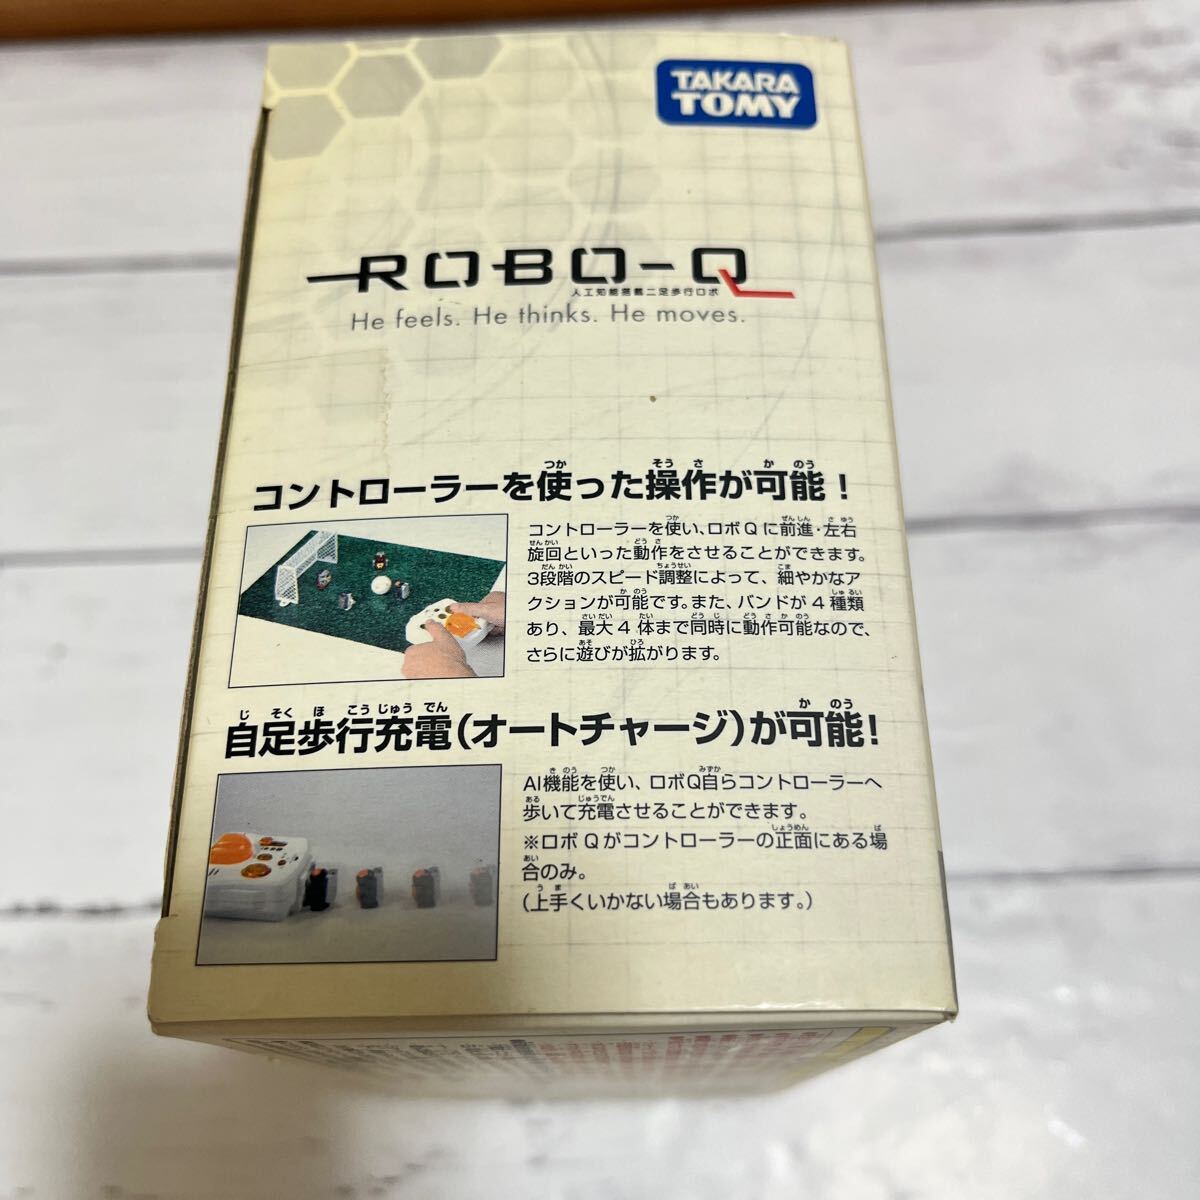 TAKARA
TOMY
ROBO-Q
人工知能搭載二足歩行ロボ
He feels. He thinks. He moves.
コントローラーを使った操作が可能！
コントローラーを使い、ロボQに前進・左右
旋回といった動作をさせることができます。
3段階のスピード調整によって、細やかなア
クションが可能です。また、バンドが4種類
あり、最大4体まで同時に動作可能なので、
さらに遊びが拡がります。
自足歩行充電(オートチャージ)が可能!
AI機能を使い、ロボQ自らコントローラーへ
歩いて充電させることができます。
※ロボQがコントローラーの正面にある場
合のみ。
(上手くいかない場合もあります。)